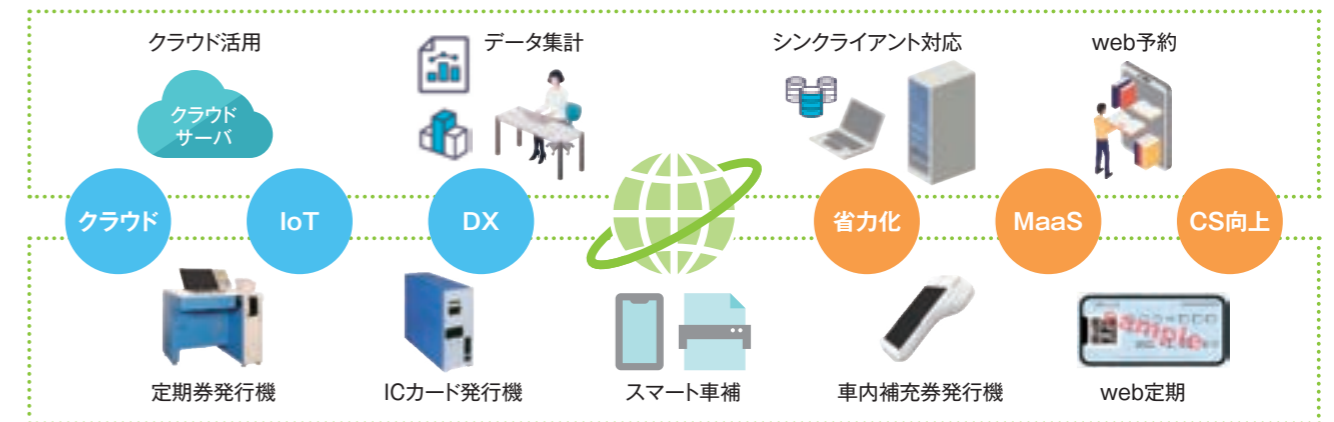 クラウド活用
データ集計
シンクライアント対応
web予約
クラウド
サーバ
クラウド
IoT
DX
省力化
MaaS
CS向上
Sample
定期券発行機
ICカード発行機
スマート車補
車内補充券発行機
web定期